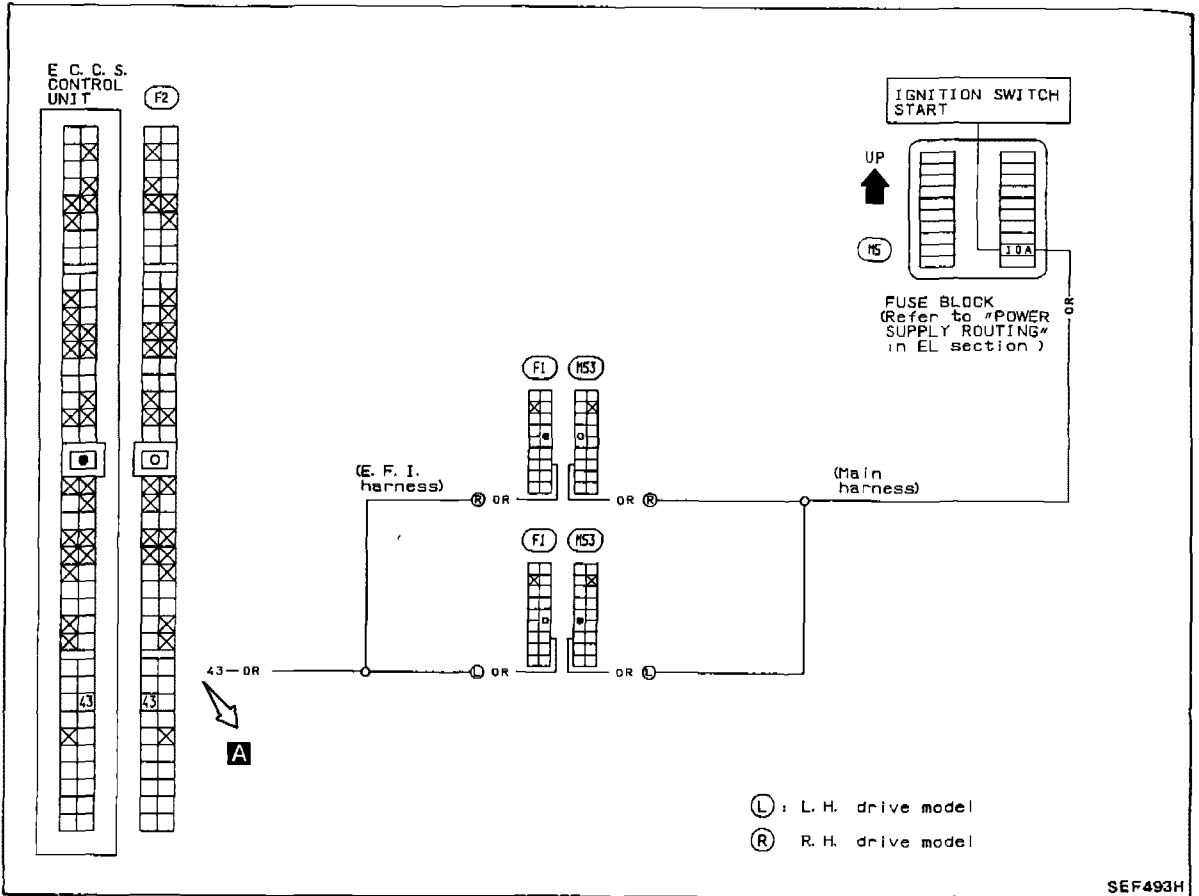 E C. C. S.
CONTROL
UNIT
F2
IGNITION SWITCH
START
UP
M5
10A
OR
FUSE BLOCK
(Refer to "POWER
SUPPLY ROUTING"
in EL section )
F1
M53
(E. F. I.
harness)
(Main
harness)
R OR
OR R
F1
M53
43-OR
L OR
OR L
43
43
A
L : L. H. drive model
R R. H. drive model
SEF493H